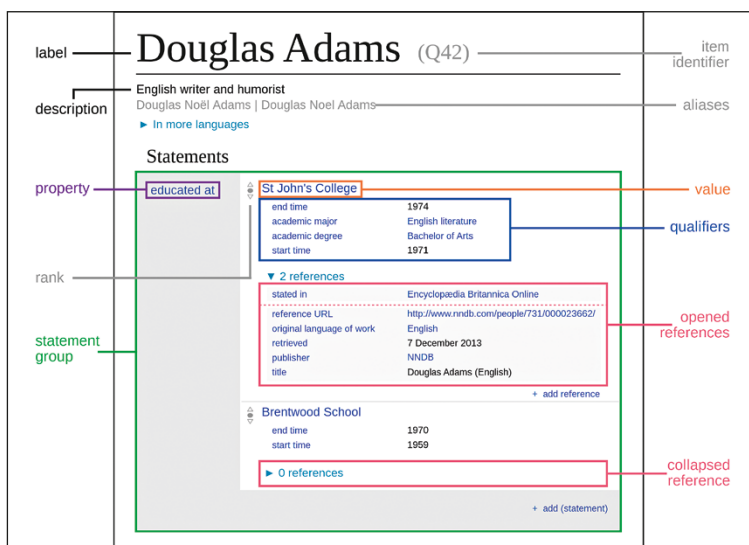 label
Douglas Adams (Q42)
item
identifier
description
English writer and humorist
Douglas Noël Adams | Douglas Noel Adams
aliases
► In more languages
Statements
property
educated at
St John's College
value
end time 1974
academic major English literature
academic degree Bachelor of Arts
start time 1971
qualifiers
rank
▼ 2 references
stated in Encyclopædia Britannica Online
reference URL http://www.nndb.com/people/731/000023662/
original language of work English
retrieved 7 December 2013
publisher NNDB
title Douglas Adams (English)
opened
references
statement
group
+ add reference
Brentwood School
end time 1970
start time 1959
► 0 references
collapsed
reference
+ add (statement)